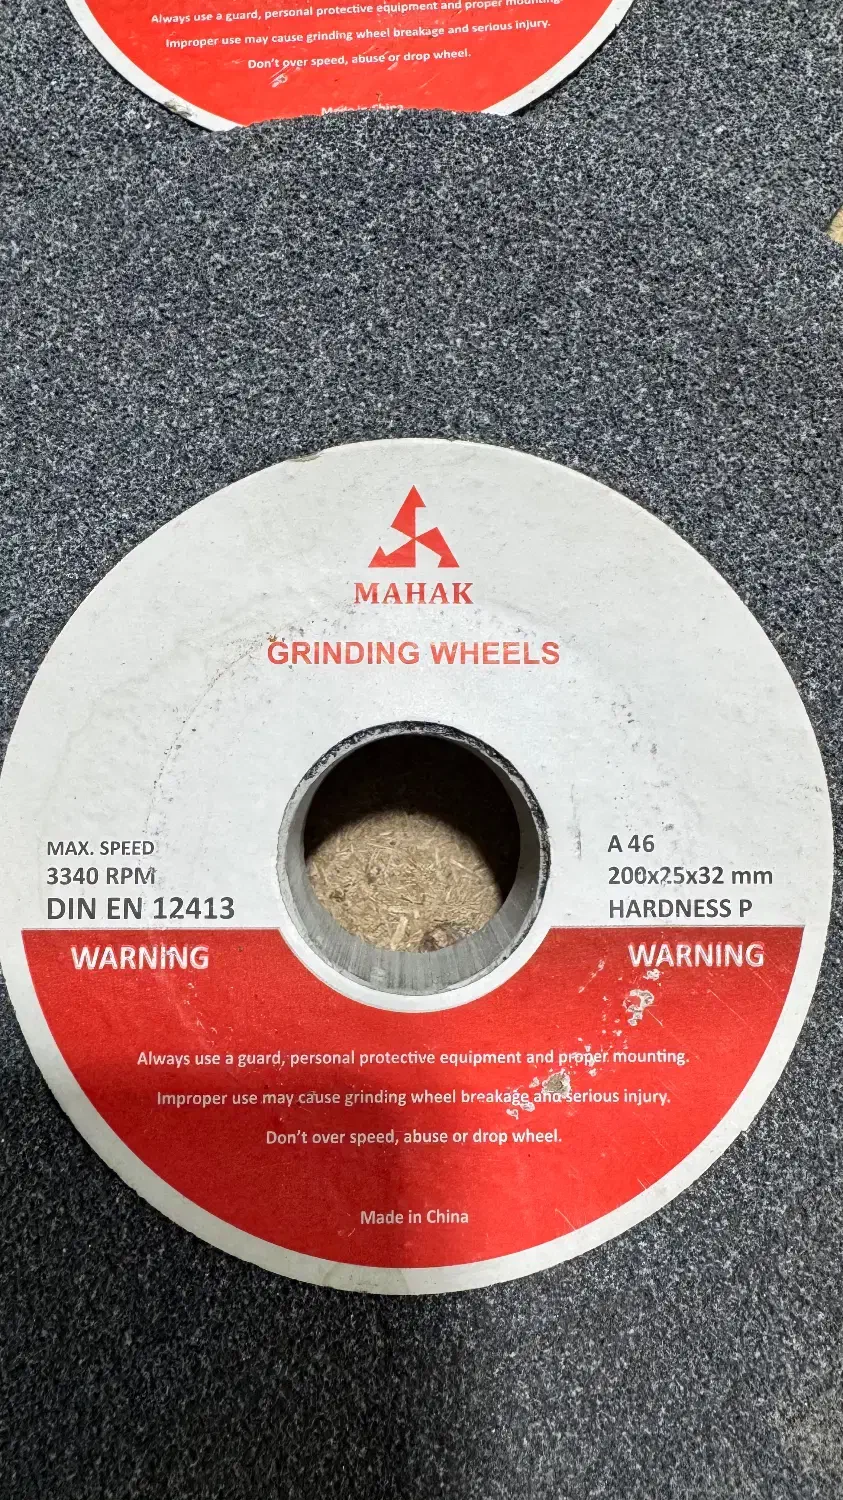 Always use a guard, personal protective equipment and proper mounting.
Improper use may cause grinding wheel breakage and serious injury.
Don't over speed, abuse or drop wheel.
Made in China
MAHAK
GRINDING WHEELS
MAX. SPEED
3340 RPM
DIN EN 12413
A 46
200x25x32 mm
HARDNESS P
WARNING
WARNING
Always use a guard, personal protective equipment and proper mounting.
Improper use may cause grinding wheel breakage and serious injury.
Don't over speed, abuse or drop wheel.
Made in China